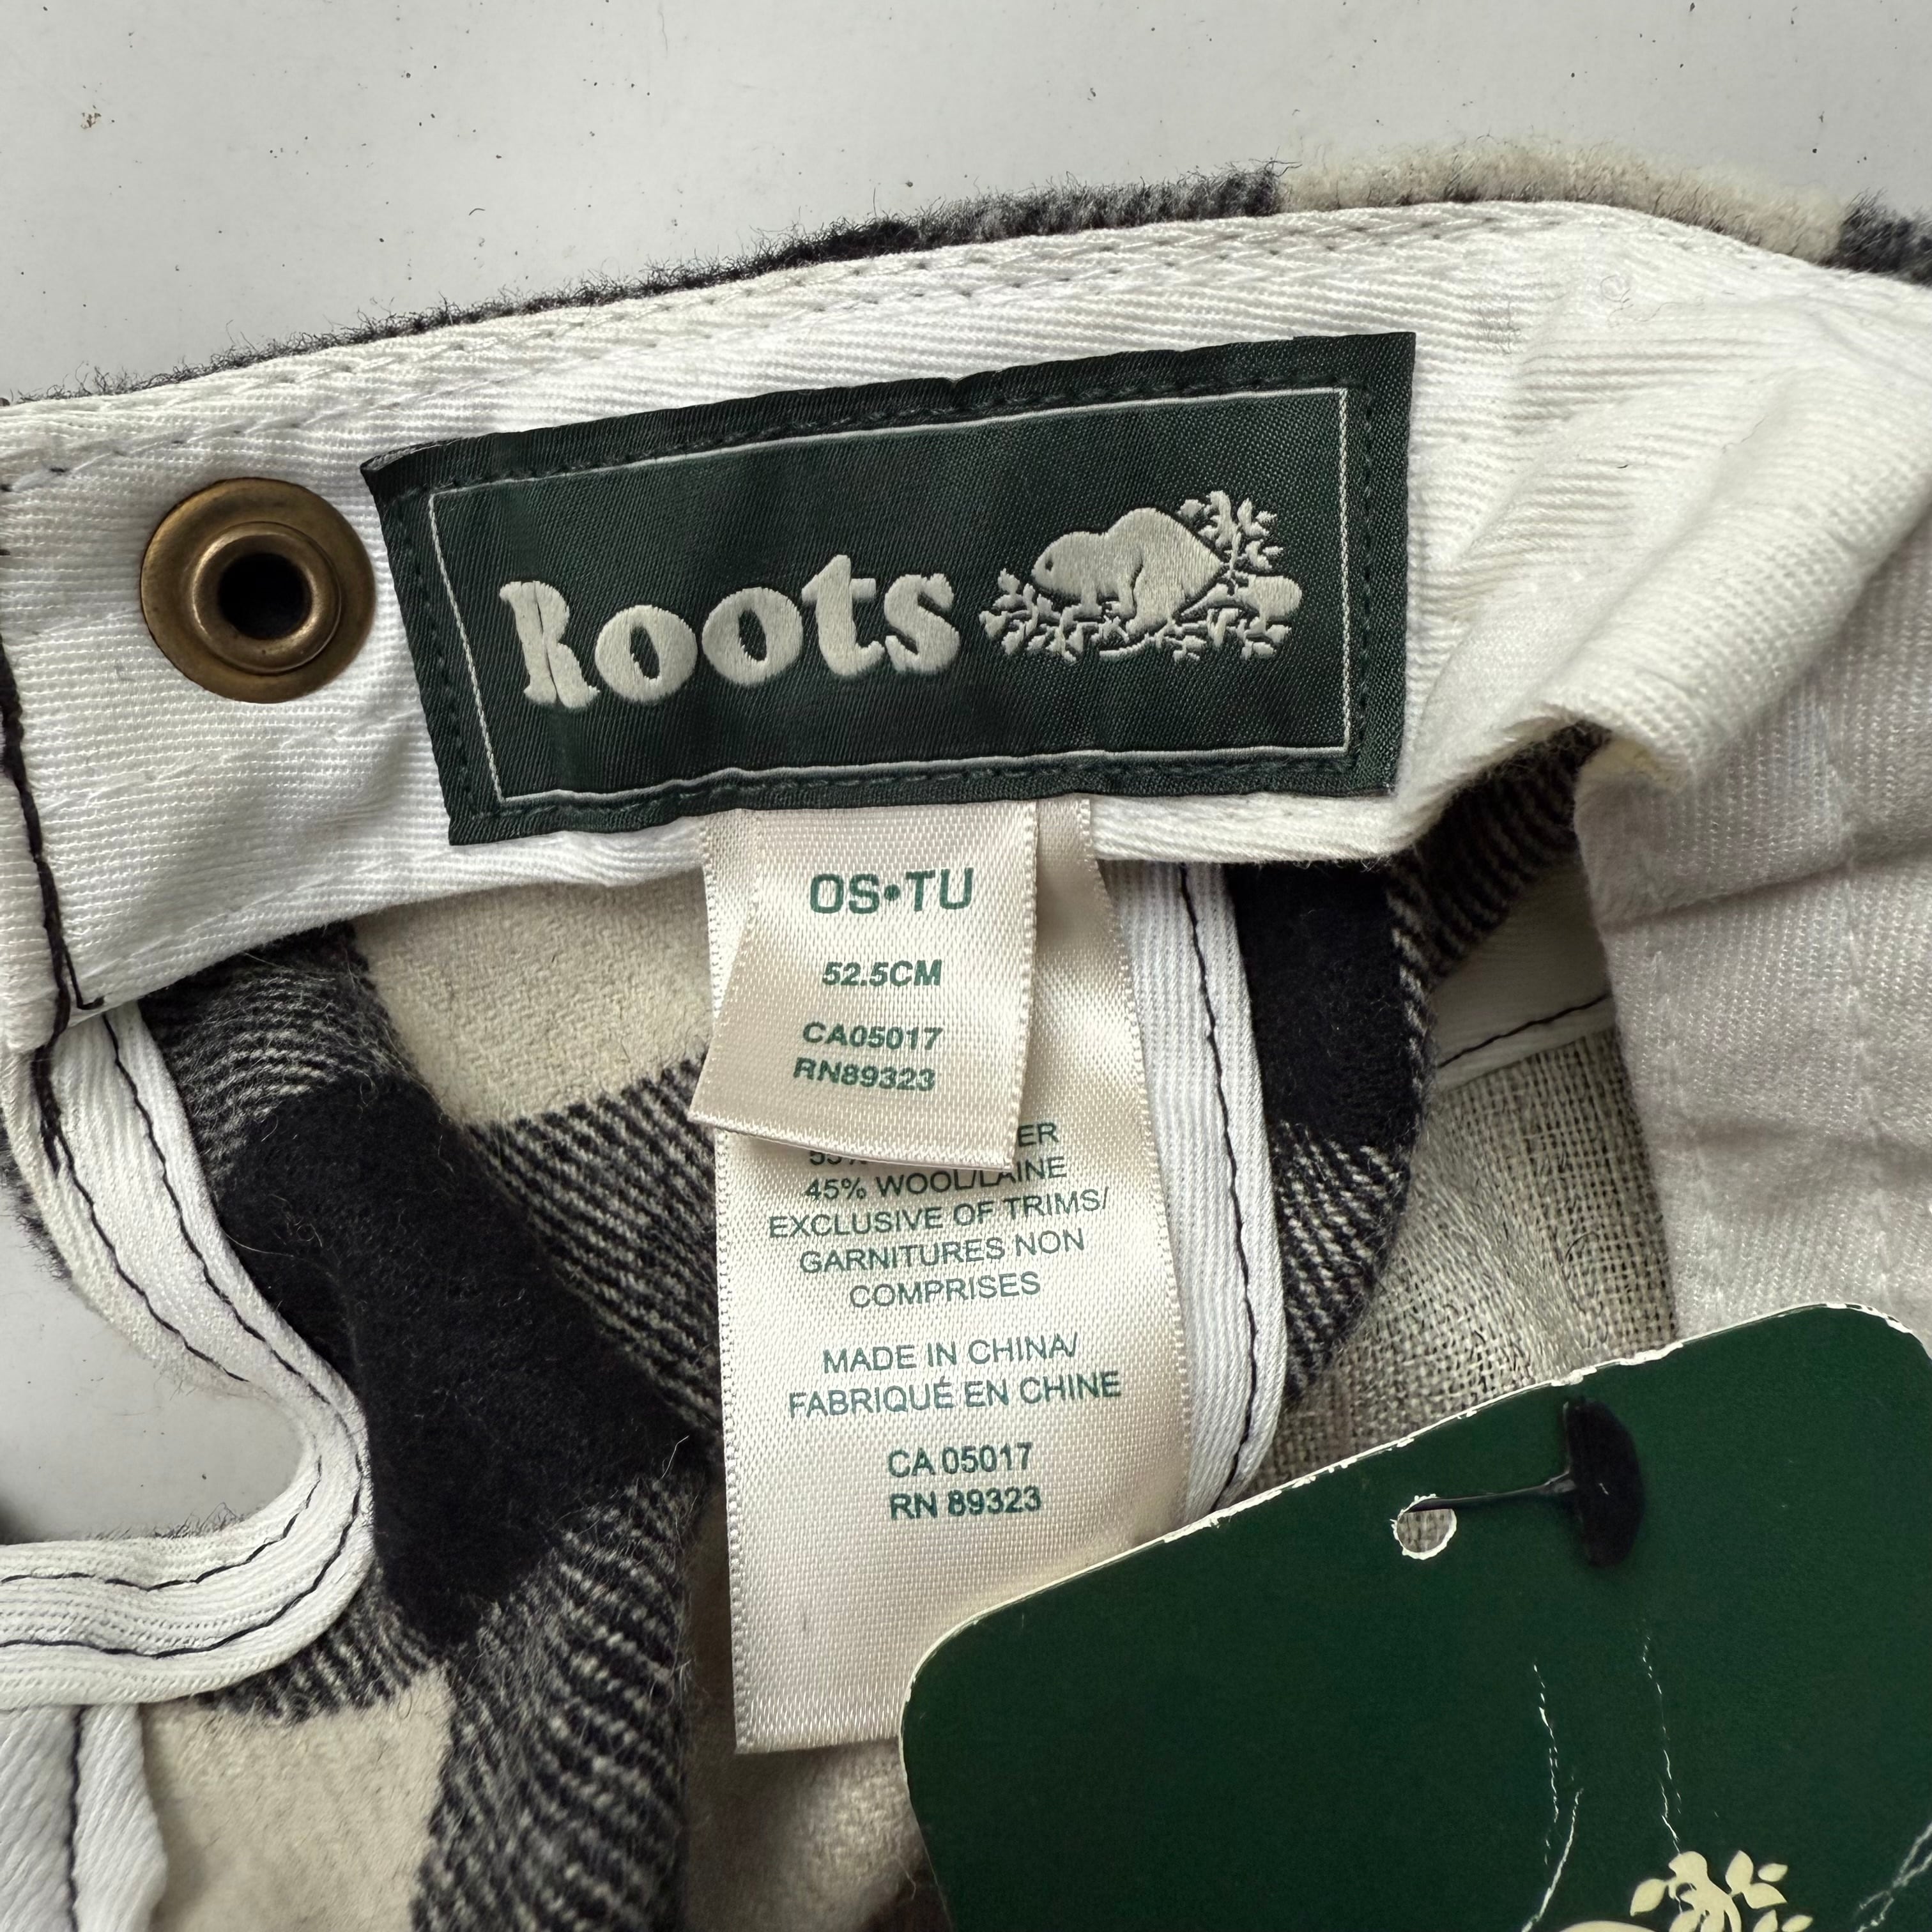 Roots
OS•TU
52.5CM
CA05017
RN89323
45% WOOL/LAINE
EXCLUSIVE OF TRIMS/
GARNITURES NON
COMPRISES
MADE IN CHINA/
FABRIQUÉ EN CHINE
CA 05017
RN 89323